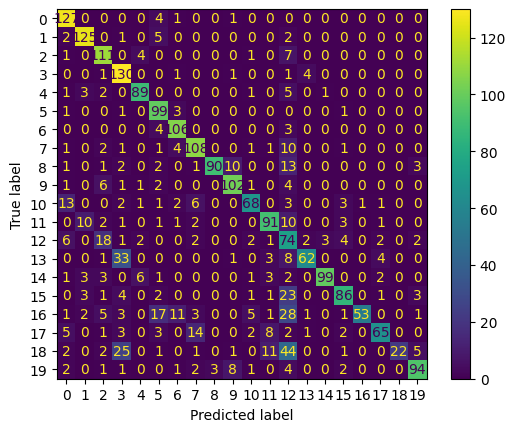 0 127 0 0 0 0 4 1 0 0 1 0 0 0 0 0 0 0 0 0 0
1 2 125 0 1 0 5 0 0 0 0 0 0 2 0 0 0 0 0 0 0
2 1 0 111 0 4 0 0 0 0 0 1 0 7 0 0 0 0 0 0 0
3 0 0 1 130 0 0 1 0 0 1 0 0 1 4 0 0 0 0 0 0
4 1 3 2 0 89 0 0 0 0 0 1 0 5 0 1 0 0 0 0 0
5 1 0 0 1 0 99 3 0 0 0 0 0 0 0 0 1 0 0 0 0
6 0 0 0 0 0 4 106 0 0 0 0 0 3 0 0 0 0 0 0 0
7 1 0 2 1 0 1 4 108 0 0 1 1 10 0 0 0 0 0 0 0
8 1 0 1 2 0 2 0 1 90 10 0 0 13 0 0 0 0 0 0 3
9 0 0 6 1 1 2 0 0 0 102 1 0 4 0 0 0 0 0 0 0
10 13 0 0 2 1 1 2 6 0 0 68 0 3 0 0 3 1 1 0 0
11 0 10 2 1 0 1 1 2 0 0 0 91 10 0 0 3 0 1 0 0
12 6 0 18 1 2 0 0 2 0 0 2 1 74 2 3 4 0 2 0 2
13 0 0 1 33 0 0 0 0 0 1 0 3 8 62 0 0 0 4 0 0
14 1 3 3 0 6 1 0 0 0 0 1 3 2 0 99 0 0 2 0 0
15 0 3 1 4 0 2 0 0 0 0 1 1 23 0 0 86 0 1 0 3
16 1 2 5 3 0 17 11 3 0 0 5 1 28 0 1 1 53 0 0 1
17 5 0 1 3 0 3 0 14 0 0 2 8 2 1 0 2 0 65 0 0
18 2 0 2 25 0 1 0 1 0 1 0 11 44 0 0 1 0 0 22 5
19 2 0 1 1 0 1 0 2 3 8 1 0 4 0 0 2 0 0 0 94
0 1 2 3 4 5 6 7 8 9 10 11 12 13 14 15 16 17 18 19
Predicted label
True label
120
100
80
60
40
20
0